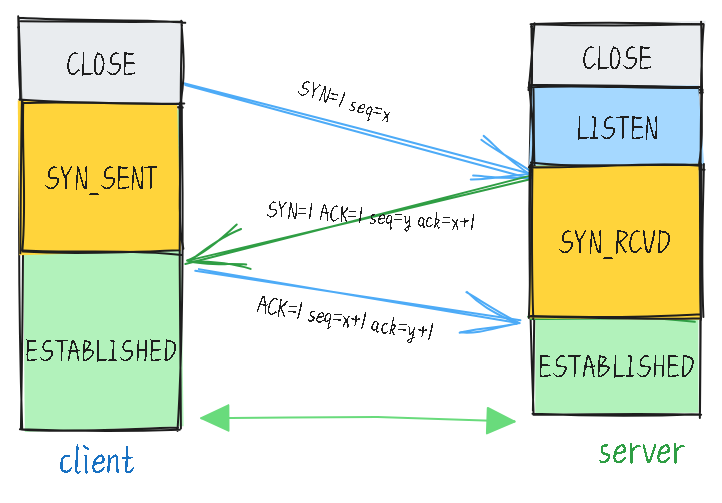 CLOSE
CLOSE
SYN=1 seq=x
LISTEN
SYN_SENT
SYN=1 ACK=1 seq=y ack=x+1
SYN_RCVD
ACK=1 seq=x+1 ack=y+1
ESTABLISHED
ESTABLISHED
client
server